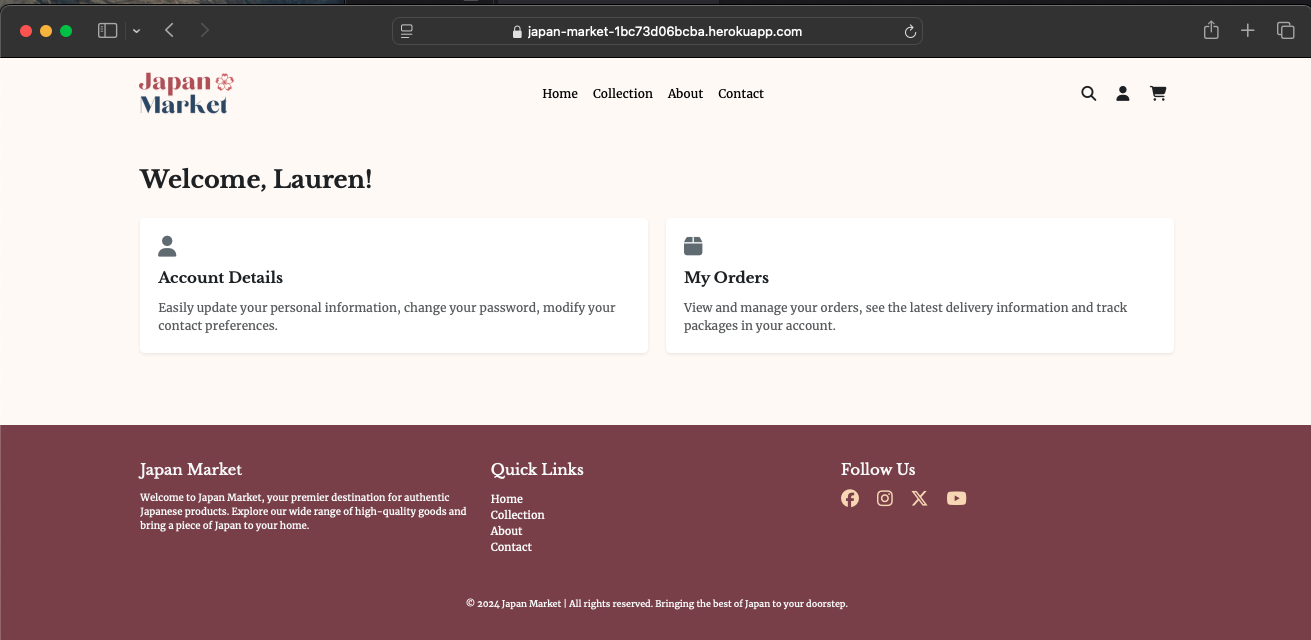 japan-market-1bc73d06bcba.herokuapp.com
Japan
Market
Home Collection About Contact
Welcome, Lauren!
Account Details
Easily update your personal information, change your password, modify your
contact preferences.
My Orders
View and manage your orders, see the latest delivery information and track
packages in your account.
Japan Market
Welcome to Japan Market, your premier destination for authentic
Japanese products. Explore our wide range of high-quality goods and
bring a piece of Japan to your home.
Quick Links
Home
Collection
About
Contact
Follow Us
© 2024 Japan Market | All rights reserved. Bringing the best of Japan to your doorstep.